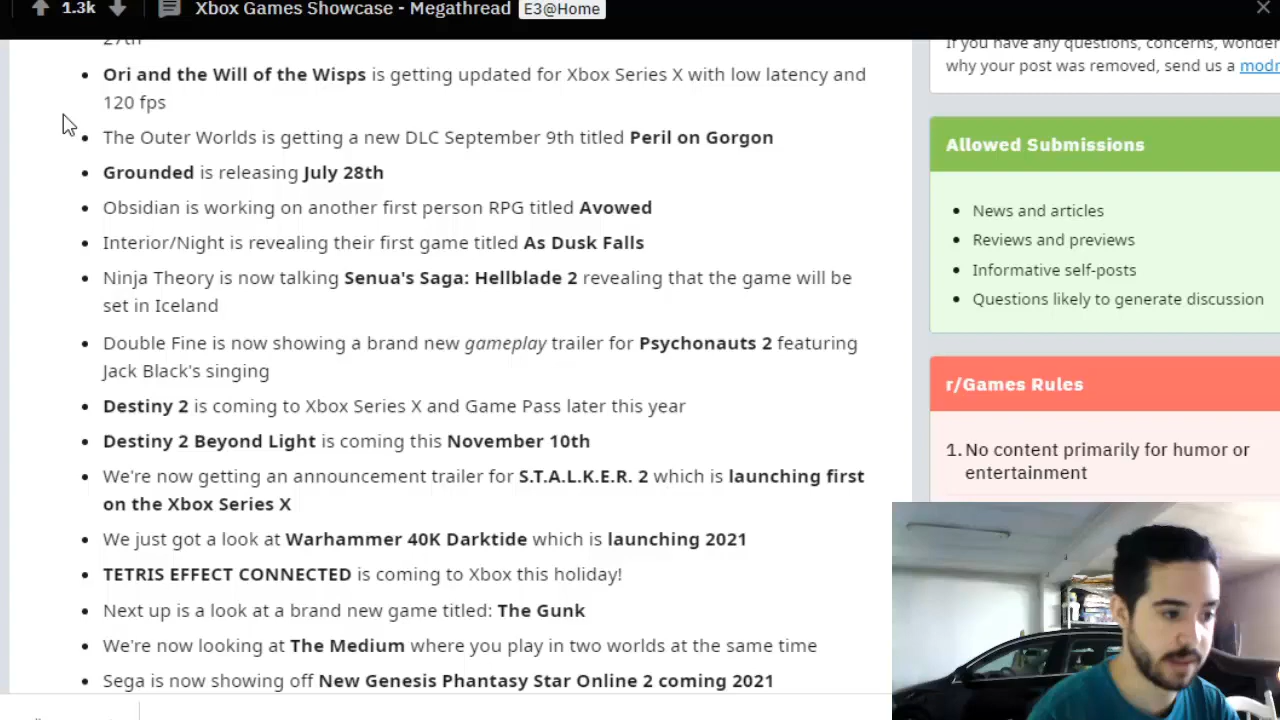 1.3k Xbox Games Showcase - Megathread E3@Home
27th
Ori and the Will of the Wisps is getting updated for Xbox Series X with low latency and
120 fps
The Outer Worlds is getting a new DLC September 9th titled Peril on Gorgon
Grounded is releasing July 28th
Obsidian is working on another first person RPG titled Avowed
Interior/Night is revealing their first game titled As Dusk Falls
Ninja Theory is now talking Senua's Saga: Hellblade 2 revealing that the game will be
set in Iceland
Double Fine is now showing a brand new gameplay trailer for Psychonauts 2 featuring
Jack Black's singing
Destiny 2 is coming to Xbox Series X and Game Pass later this year
Destiny 2 Beyond Light is coming this November 10th
We're now getting an announcement trailer for S.T.A.L.K.E.R. 2 which is launching first
on the Xbox Series X
We just got a look at Warhammer 40K Darktide which is launching 2021
TETRIS EFFECT CONNECTED is coming to Xbox this holiday!
Next up is a look at a brand new game titled: The Gunk
We're now looking at The Medium where you play in two worlds at the same time
Sega is now showing off New Genesis Phantasy Star Online 2 coming 2021
If you have any questions, concerns, wonder
why your post was removed, send us a modr
Allowed Submissions
News and articles
Reviews and previews
Informative self-posts
Questions likely to generate discussion
r/Games Rules
1. No content primarily for humor or
entertainment